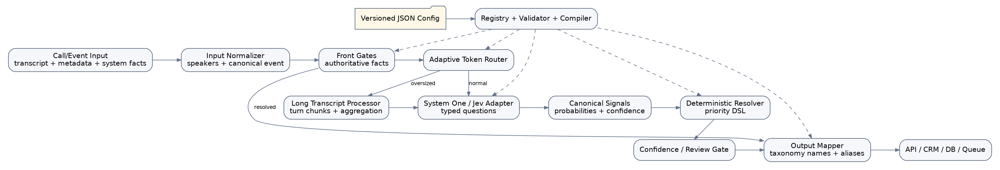 Versioned JSON Config
Registry + Validator + Compiler
Call/Event Input
transcript + metadata + system facts
Input Normalizer
speakers + canonical event
Front Gates
authoritative facts
Adaptive Token Router
oversized
normal
resolved
Long Transcript Processor
turn chunks + aggregation
System One / Jev Adapter
typed questions
Canonical Signals
probabilities + confidence
Deterministic Resolver
priority DSL
Confidence / Review Gate
Output Mapper
taxonomy names + aliases
API / CRM / DB / Queue